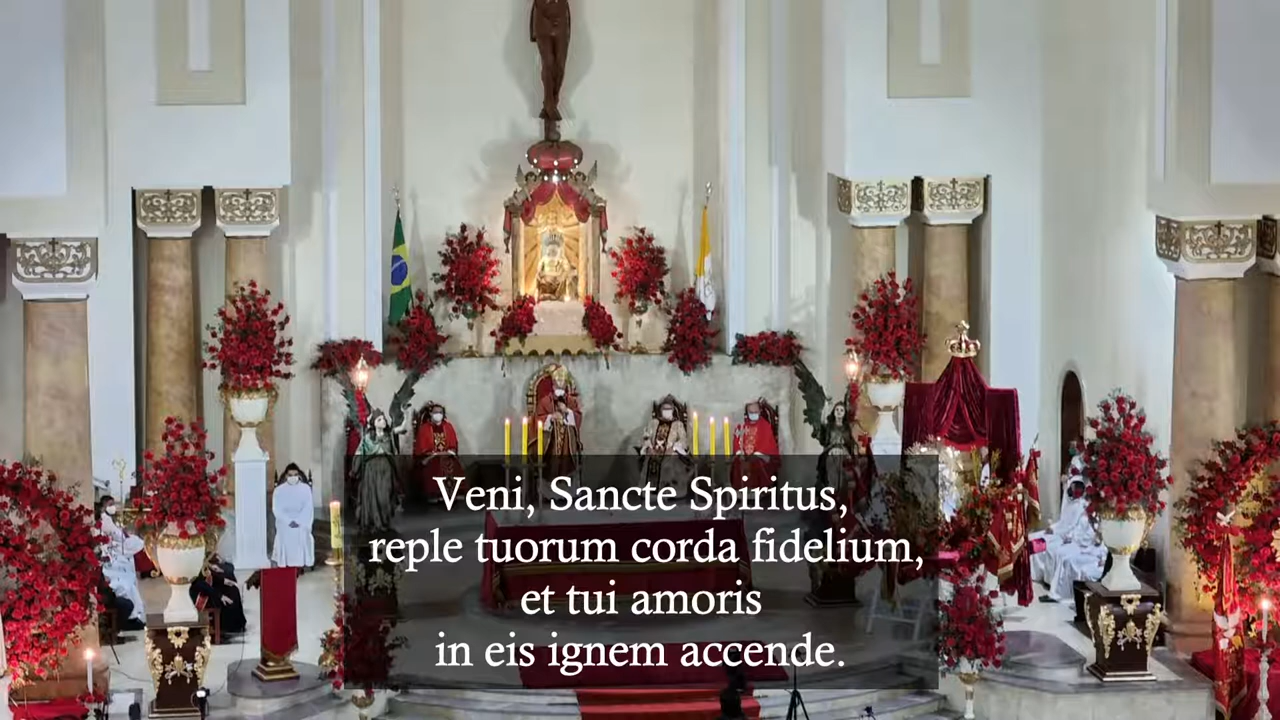 Veni, Sancte Spiritus,
reple tuorum corda fidelium,
et tui amoris
in eis ignem accende.